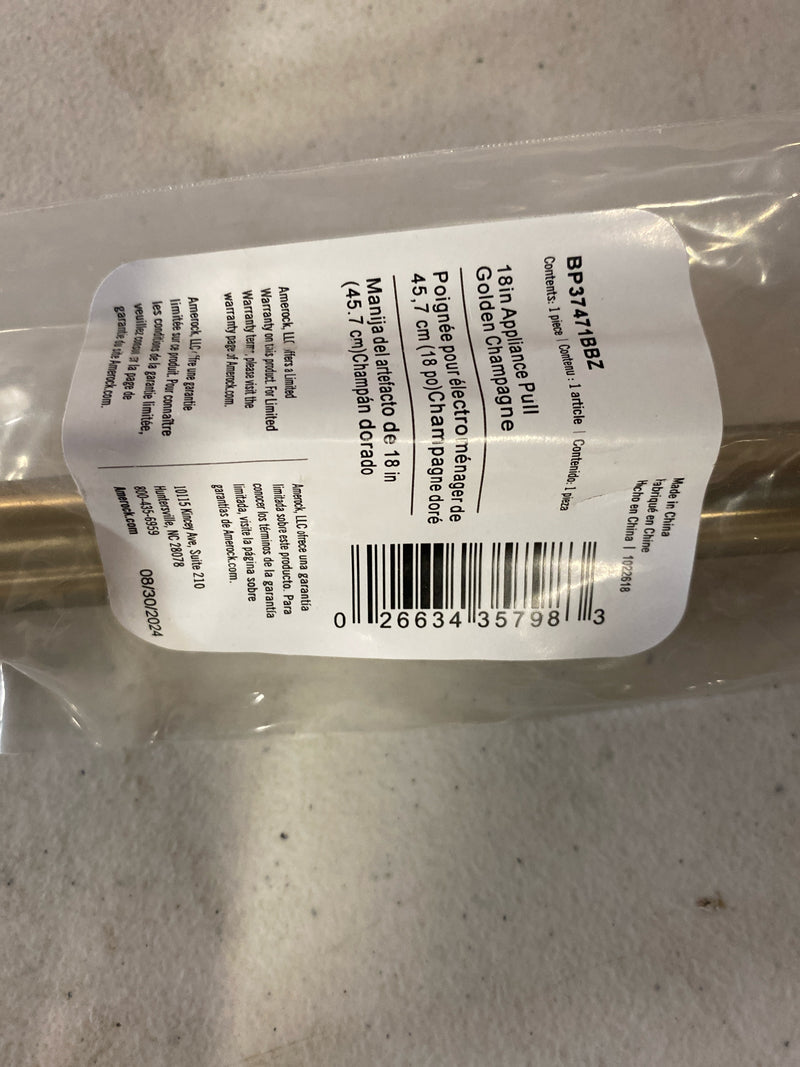 BP37471BBZ
Contents: 1 piece | Contenu : 1 article | Contenido: 1 pieza
Made in China
Fabriqué en Chine
Hecho en China | 1022618
18in Appliance Pull
Golden Champagne
Poignée pour électroménager de
45,7 cm (18 po)Champagne doré
Manija del artefacto de 18 in
(45.7 cm)Champán dorado
0 26634 35798 3
Amerock, LLC offers a Limited
Warranty on this product. For Limited
Warranty terms, please visit the
warranty page of Amerock.com.
Amerock, LLC ofrece una garantía
limitada sobre este producto. Para
conocer los términos de la garantía
limitada, visite la página sobre
garantías de Amerock.com.
Amerock, LLC offre une garantie
limitée sur ce produit. Pour connaître
les conditions de la garantie limitée,
veuillez consulter la page de
garantie du site Amerock.com.
10115 Kincey Ave, Suite 210
Huntersville, NC 28078
800-435-6959
Amerock.com
08/30/2024